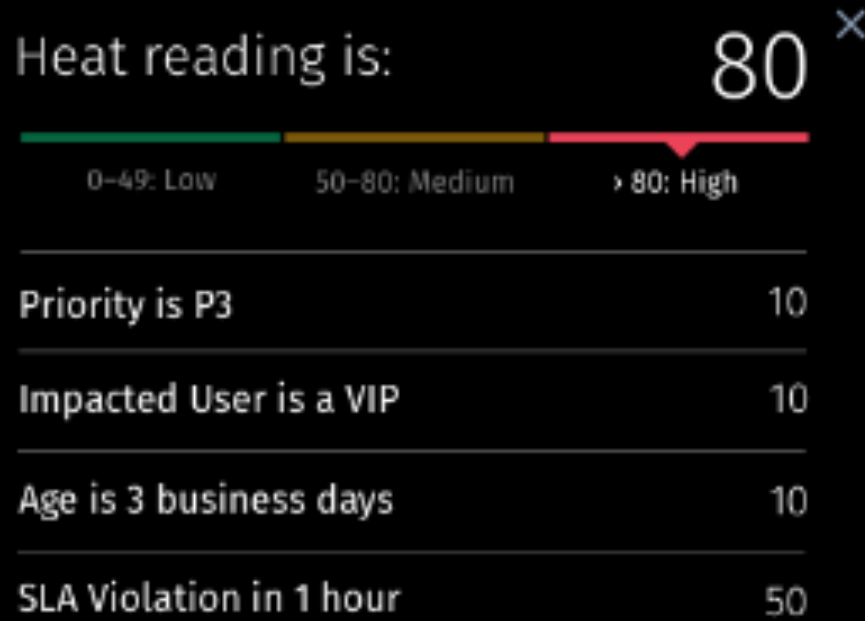 Heat reading is: 80
0–49: Low 50–80: Medium › 80: High
Priority is P3 10
Impacted User is a VIP 10
Age is 3 business days 10
SLA Violation in 1 hour 50